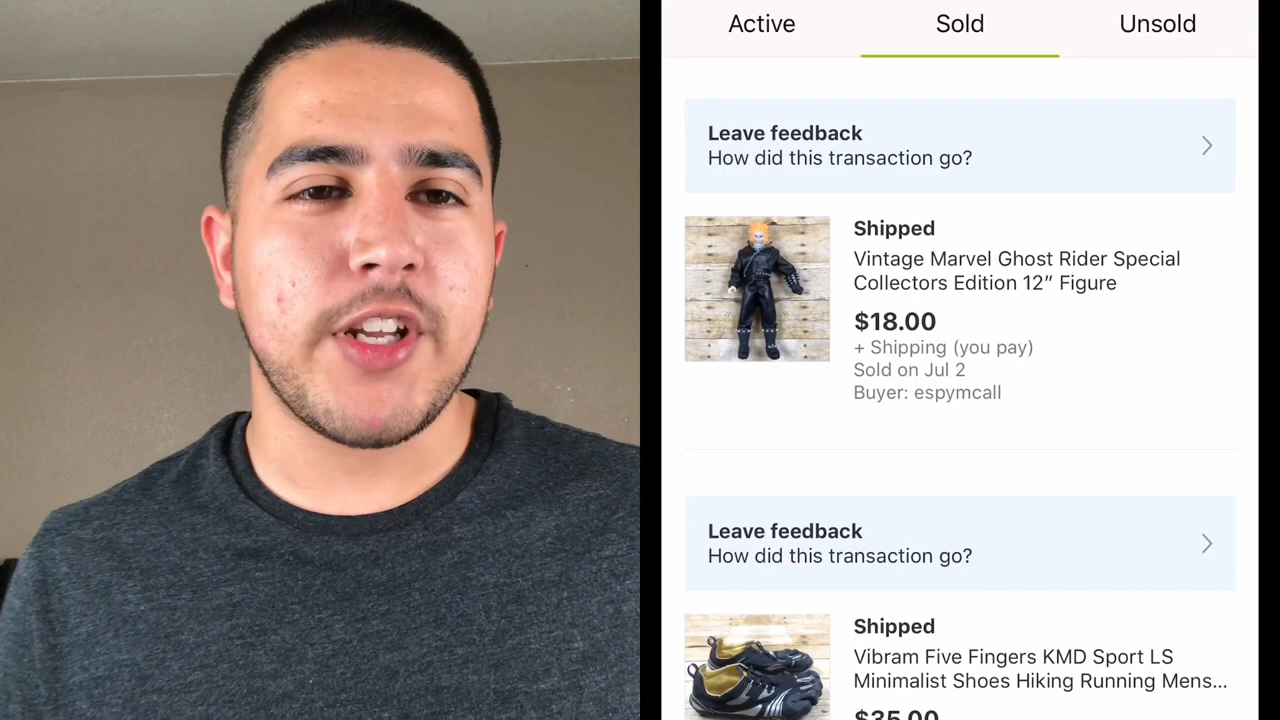 Active Sold Unsold
Leave feedback
How did this transaction go?
Shipped
Vintage Marvel Ghost Rider Special
Collectors Edition 12" Figure
$18.00
+ Shipping (you pay)
Sold on Jul 2
Buyer: espymcall
Leave feedback
How did this transaction go?
Shipped
Vibram Five Fingers KMD Sport LS
Minimalist Shoes Hiking Running Mens...
$35.00